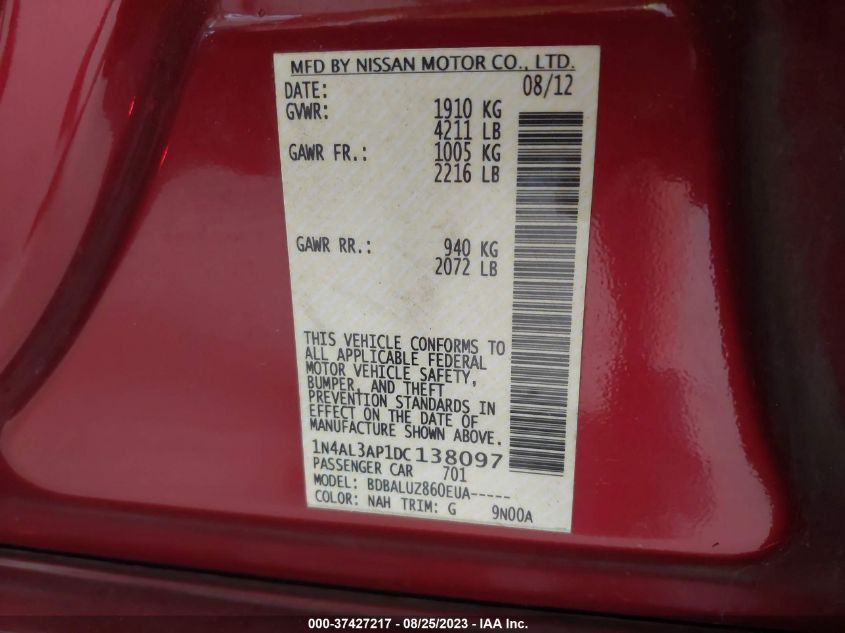 MFD BY NISSAN MOTOR CO., LTD.
DATE: 08/12
GVWR: 1910 KG
4211 LB
GAWR FR.: 1005 KG
2216 LB
GAWR RR.: 940 KG
2072 LB
THIS VEHICLE CONFORMS TO
ALL APPLICABLE FEDERAL
MOTOR VEHICLE SAFETY,
BUMPER, AND THEFT
PREVENTION STANDARDS IN
EFFECT ON THE DATE OF
MANUFACTURE SHOWN ABOVE.
1N4AL3AP1DC138097
PASSENGER CAR 701
MODEL: BDBALUZ860EUA-----
COLOR: NAH TRIM: G 9N00A
000-37427217 - 08/25/2023 - IAA Inc.